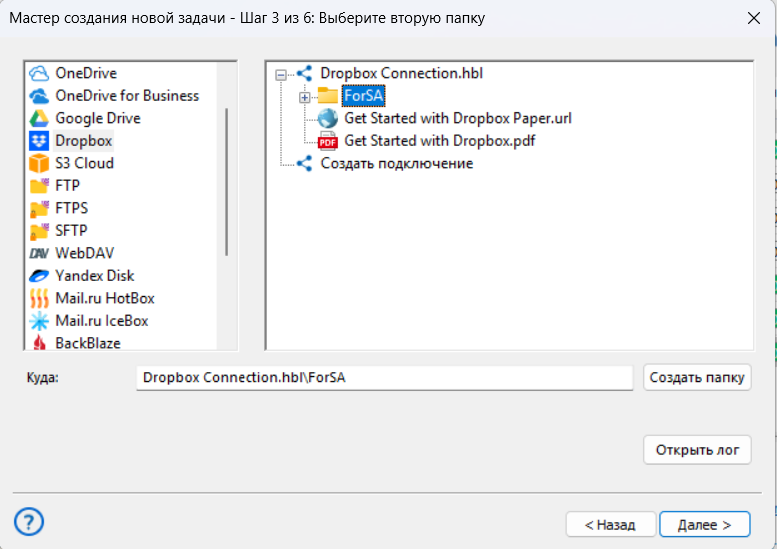 Мастер создания новой задачи - Шаг 3 из 6: Выберите вторую папку
OneDrive
OneDrive for Business
Google Drive
Dropbox
S3 Cloud
FTP
FTPS
SFTP
DAV WebDAV
Yandex Disk
Mail.ru HotBox
Mail.ru IceBox
BackBlaze
Dropbox Connection.hbl
ForSA
Get Started with Dropbox Paper.url
PDF Get Started with Dropbox.pdf
Создать подключение
Куда: Dropbox Connection.hbl\ForSA Создать папку
Открыть лог
? < Назад Далее >